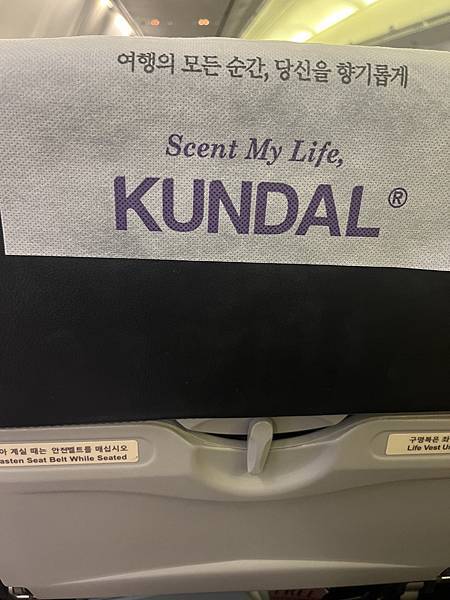 여행의 모든 순간, 당신을 향기롭게
Scent My Life,
KUNDAL®
계실 때는 안전벨트를 매십시오
Seat Belt While Seated
구명복은
Life Vest